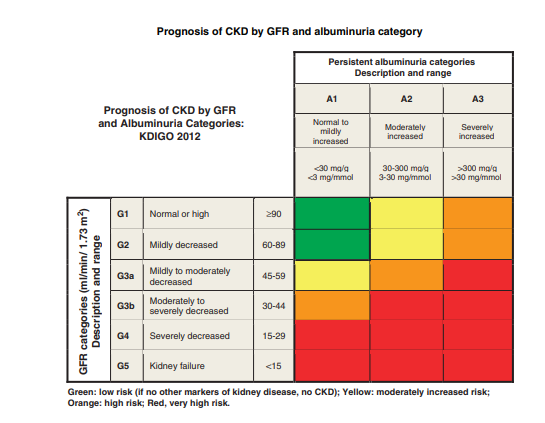 Prognosis of CKD by GFR and albuminuria category
Persistent albuminuria categories
Description and range
Prognosis of CKD by GFR
and Albuminuria Categories:
KDIGO 2012
A1
A2
A3
Normal to
mildly
increased
Moderately
increased
Severely
increased
<30 mg/g
<3 mg/mmol
30-300 mg/g
3-30 mg/mmol
>300 mg/g
>30 mg/mmol
GFR categories (ml/min/ 1.73 m²)
Description and range
G1
Normal or high
≥90
G2
Mildly decreased
60-89
G3a
Mildly to moderately
decreased
45-59
G3b
Moderately to
severely decreased
30-44
G4
Severely decreased
15-29
G5
Kidney failure
<15
Green: low risk (if no other markers of kidney disease, no CKD); Yellow: moderately increased risk;
Orange: high risk; Red, very high risk.